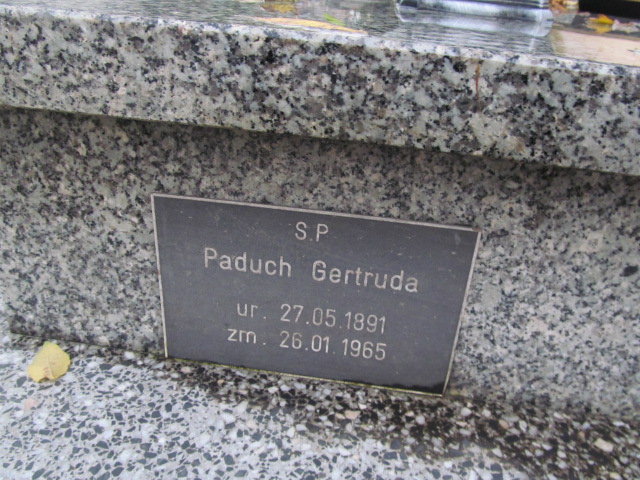 S.P
Paduch Gertruda
ur. 27.05.1891
zm. 26.01.1965